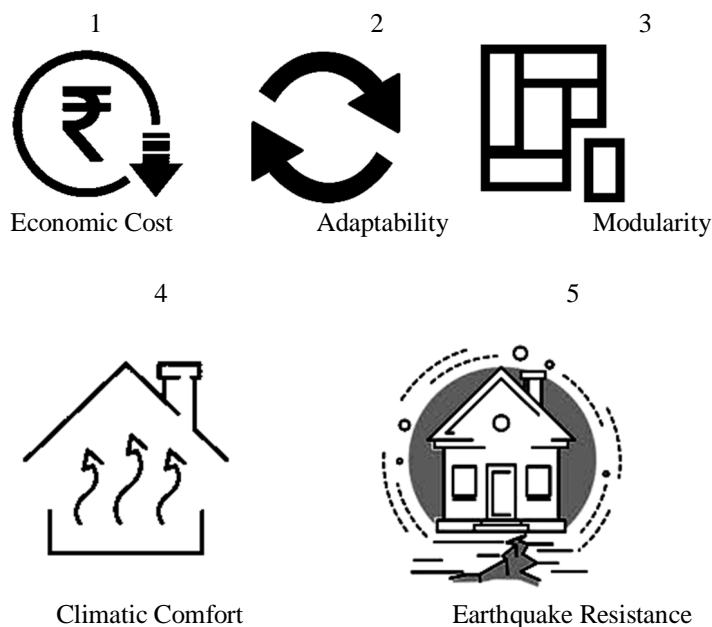 1 2 3
₹
Economic Cost Adaptability Modularity
4 5
Climatic Comfort Earthquake Resistance